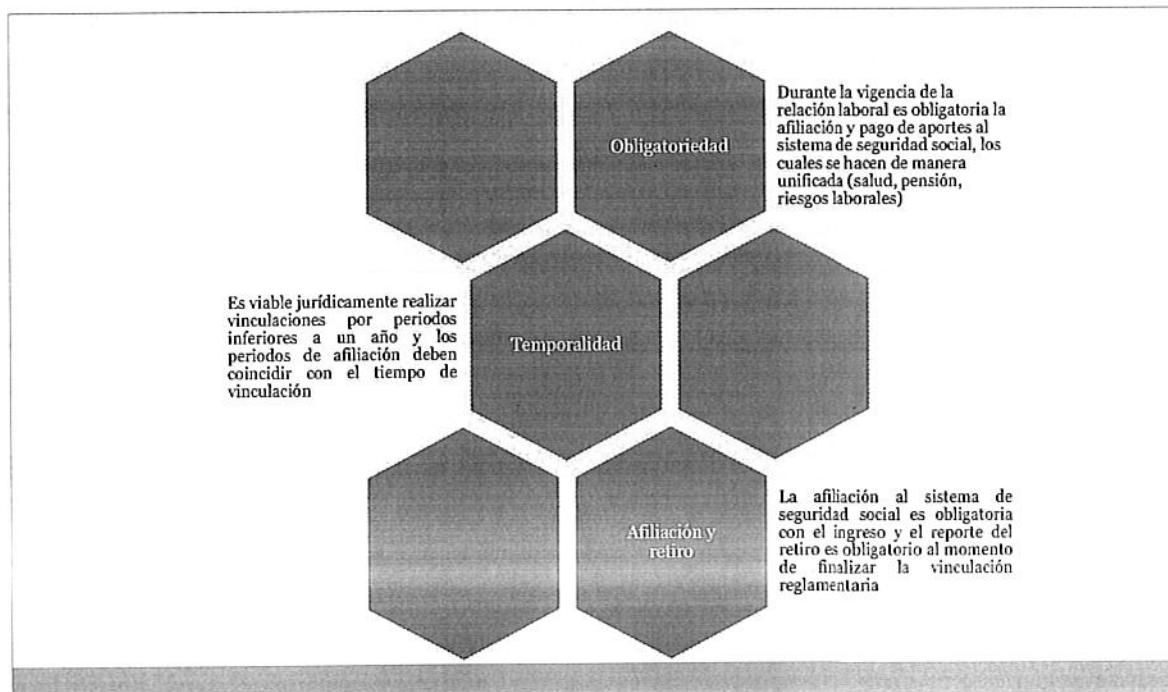 Obligatoriedad
Durante la vigencia de la
relación laboral es obligatoria la
afiliación y pago de aportes al
sistema de seguridad social, los
cuales se hacen de manera
unificada (salud, pensión,
riesgos laborales)
Es viable jurídicamente realizar
vinculaciones por periodos
inferiores a un año y los
periodos de afiliación deben
coincidir con el tiempo de
vinculación
Temporalidad
Afiliación y
retiro
La afiliación al sistema de
seguridad social es obligatoria
con el ingreso y el reporte del
retiro es obligatorio al momento
de finalizar la vinculación
reglamentaria